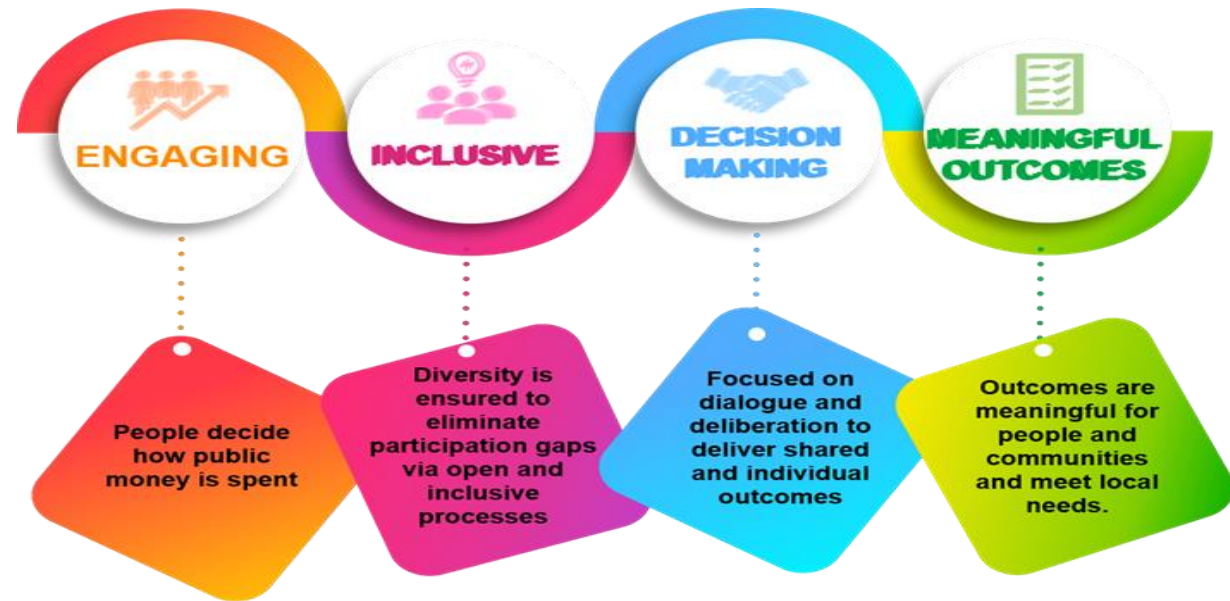 ENGAGING
INCLUSIVE
DECISION
MAKING
MEANINGFUL
OUTCOMES
People decide
how public
money is spent
Diversity is
ensured to
eliminate
participation gaps
via open and
inclusive
processes
Focused on
dialogue and
deliberation to
deliver shared
and individual
outcomes
Outcomes are
meaningful for
people and
communities
and meet local
needs.